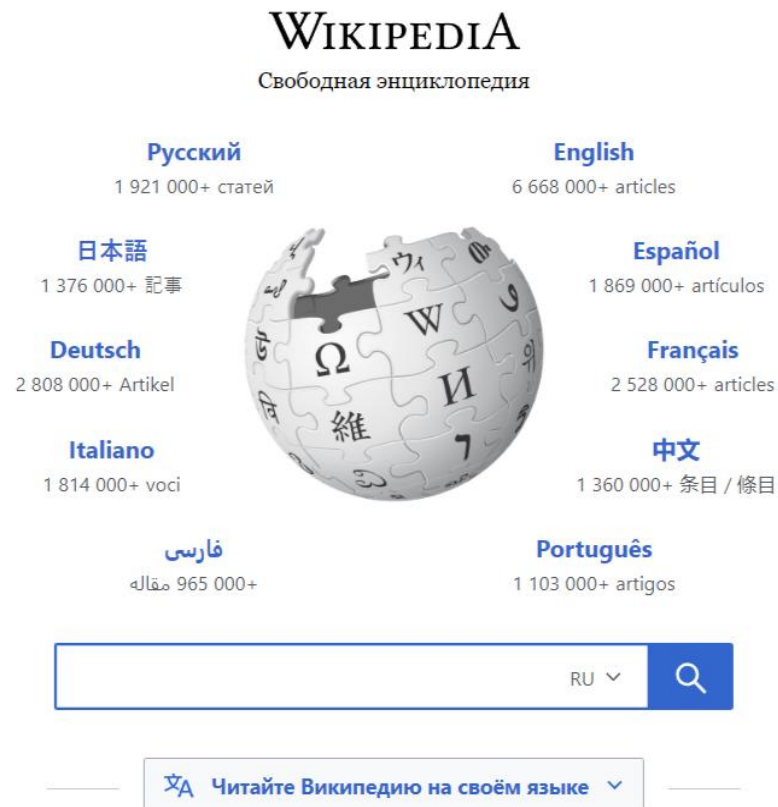 WIKIPEDIA
Свободная энциклопедия
Русский
1 921 000+ статей
English
6 668 000+ articles
日本語
1 376 000+ 記事
Español
1 869 000+ artículos
Deutsch
2 808 000+ Artikel
Français
2 528 000+ articles
Italiano
1 814 000+ voci
中文
1 360 000+ 条目 / 條目
فارسی
965 000+ مقاله
Português
1 103 000+ artigos
Ω
W
И
維
ウィ
RU
Читайте Википедию на своём языке